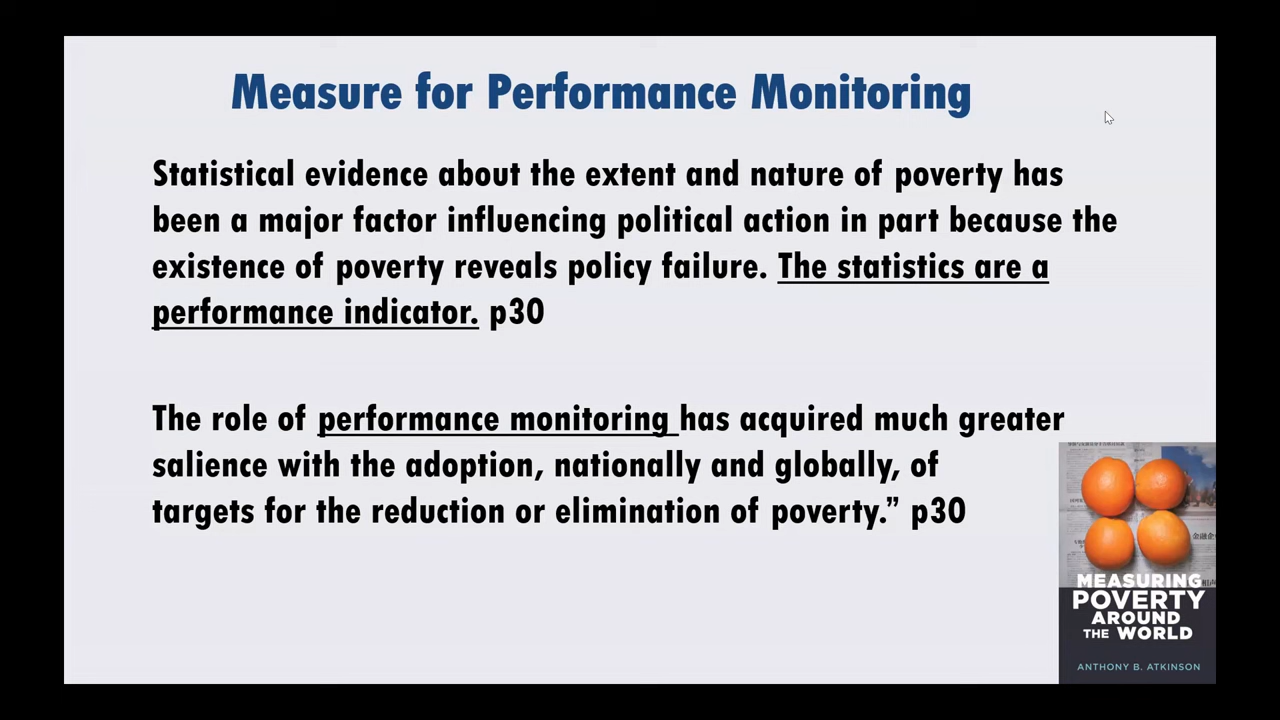 Measure for Performance Monitoring
Statistical evidence about the extent and nature of poverty has
been a major factor influencing political action in part because the
existence of poverty reveals policy failure. The statistics are a
performance indicator. p30
The role of performance monitoring has acquired much greater
salience with the adoption, nationally and globally, of
targets for the reduction or elimination of poverty.” p30
MEASURING
POVERTY
AROUND
THE WORLD
ANTHONY B. ATKINSON